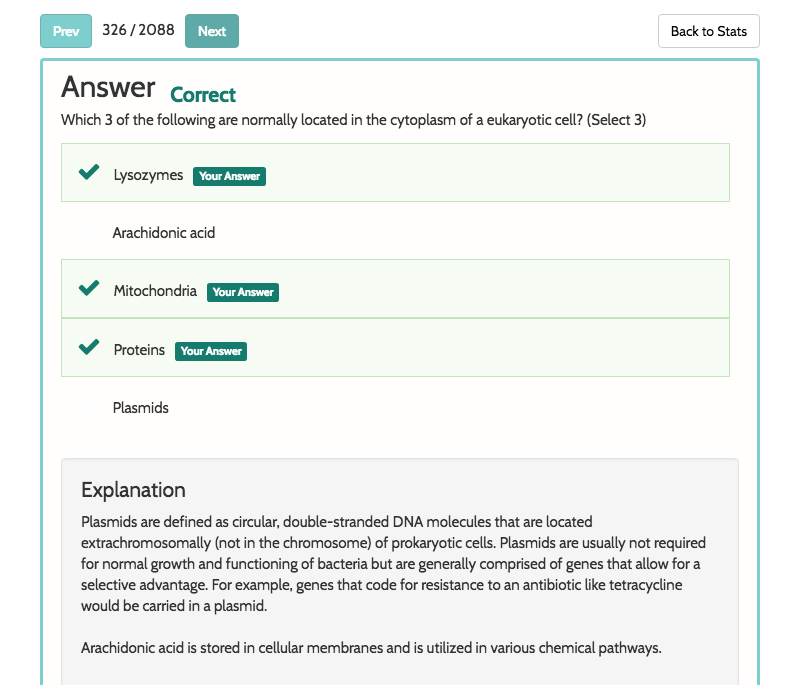 Prev 326 / 2088 Next Back to Stats
Answer Correct
Which 3 of the following are normally located in the cytoplasm of a eukaryotic cell? (Select 3)
Lysozymes Your Answer
Arachidonic acid
Mitochondria Your Answer
Proteins Your Answer
Plasmids
Explanation
Plasmids are defined as circular, double-stranded DNA molecules that are located
extrachromosomally (not in the chromosome) of prokaryotic cells. Plasmids are usually not required
for normal growth and functioning of bacteria but are generally comprised of genes that allow for a
selective advantage. For example, genes that code for resistance to an antibiotic like tetracycline
would be carried in a plasmid.
Arachidonic acid is stored in cellular membranes and is utilized in various chemical pathways.